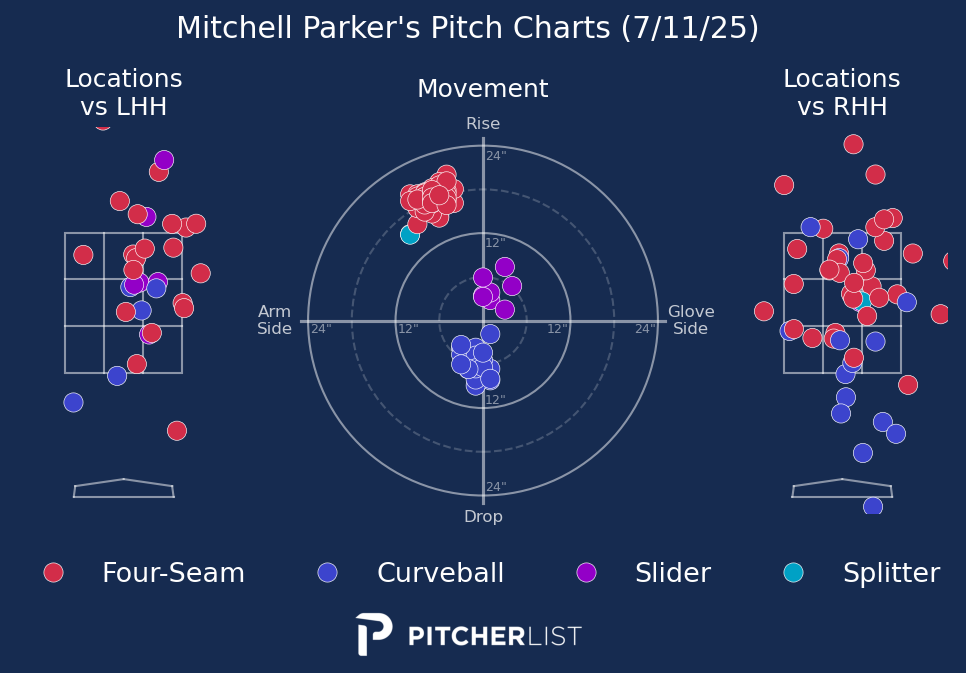 Mitchell Parker's Pitch Charts (7/11/25)
Locations
vs LHH
Movement
Locations
vs RHH
Rise
24"
12"
Arm
Side
24"
12"
12"
24"
Glove
Side
12"
24"
Drop
Four-Seam
Curveball
Slider
Splitter
PITCHERLIST